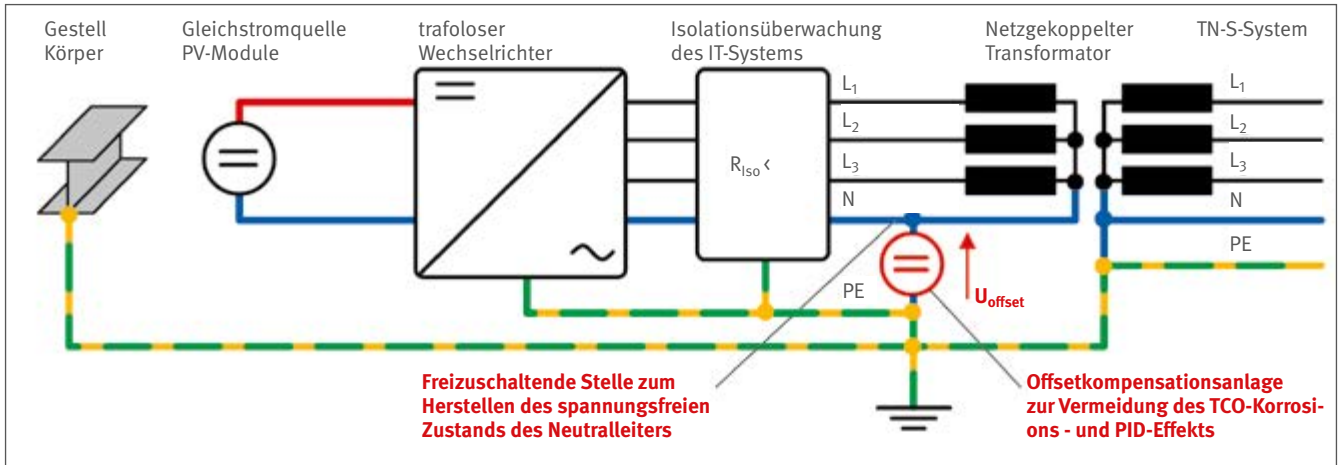 Gestell
Körper
Gleichstromquelle
PV-Module
trafoloser
Wechselrichter
Isolationsüberwachung
des IT-Systems
Netzgekoppelter
Transformator
TN-S-System
L1
L2
L3
N
PE
RIso <
L1
L2
L3
N
PE
Uoffset
Freizuschaltende Stelle zum
Herstellen des spannungsfreien
Zustands des Neutralleiters
Offsetkompensationsanlage
zur Vermeidung des TCO-Korrosi-
ons - und PID-Effekts